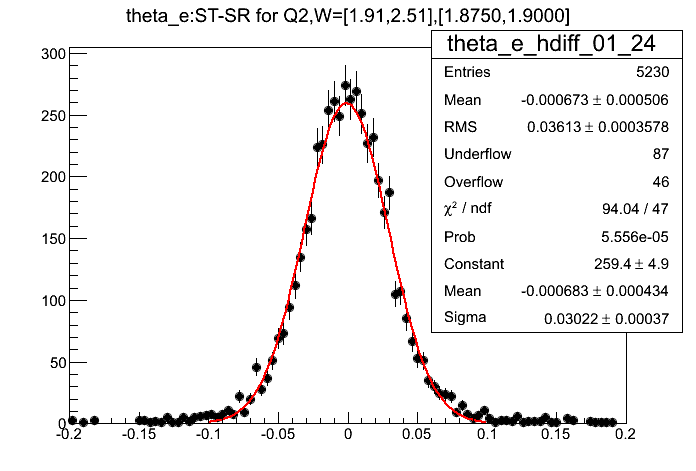 theta_e:ST-SR for Q2,W=[1.91,2.51],[1.8750,1.9000]
theta_e_hdiff_01_24
Entries 5230
Mean -0.000673 ± 0.000506
RMS 0.03613 ± 0.0003578
Underflow 87
Overflow 46
χ² / ndf 94.04 / 47
Prob 5.556e-05
Constant 259.4 ± 4.9
Mean -0.000683 ± 0.000434
Sigma 0.03022 ± 0.00037
300
250
200
150
100
50
0
-0.2 -0.15 -0.1 -0.05 0 0.05 0.1 0.15 0.2